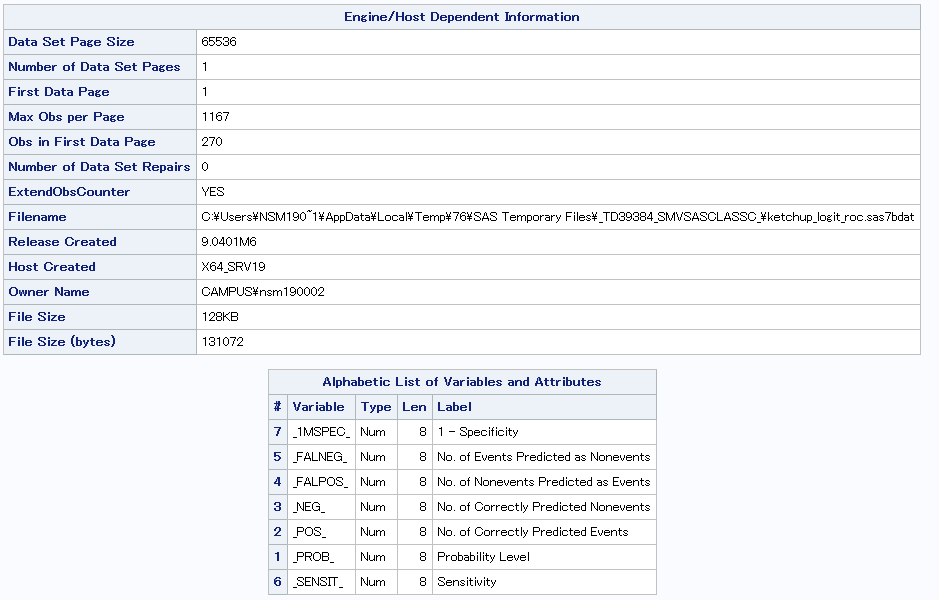 Engine/Host Dependent Information
Data Set Page Size 65536
Number of Data Set Pages 1
First Data Page 1
Max Obs per Page 1167
Obs in First Data Page 270
Number of Data Set Repairs 0
ExtendObsCounter YES
Filename C:¥Users¥NSM190~1¥AppData¥Local¥Temp¥76¥SAS Temporary Files¥_TD39384_SMVSASCLASSC_¥ketchup_logit_roc.sas7bdat
Release Created 9.0401M6
Host Created X64_SRV19
Owner Name CAMPUS¥nsm190002
File Size 128KB
File Size (bytes) 131072
Alphabetic List of Variables and Attributes
# Variable Type Len Label
7 _1MSPEC_ Num 8 1 - Specificity
5 _FALNEG_ Num 8 No. of Events Predicted as Nonevents
4 _FALPOS_ Num 8 No. of Nonevents Predicted as Events
3 _NEG_ Num 8 No. of Correctly Predicted Nonevents
2 _POS_ Num 8 No. of Correctly Predicted Events
1 _PROB_ Num 8 Probability Level
6 _SENSIT_ Num 8 Sensitivity